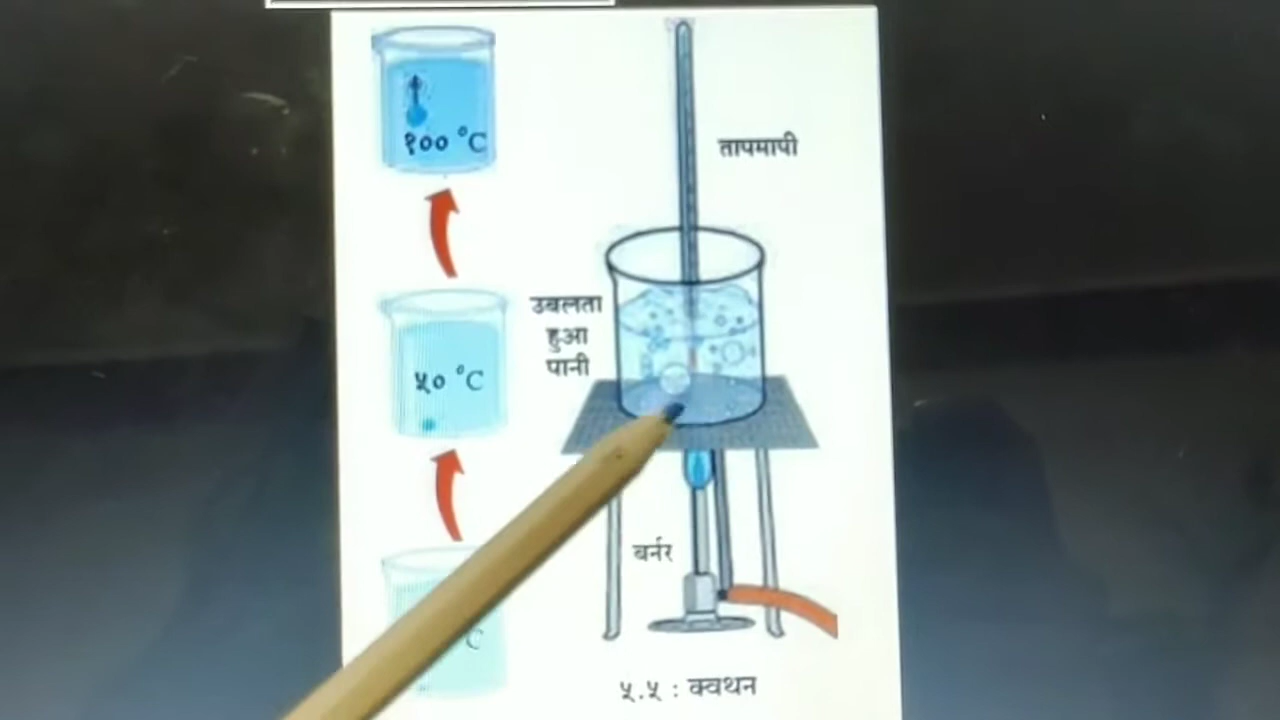 १०० °C
तापमापी
उबलता
हुआ
पानी
५० °C
बर्नर
C
५.५ : क्वथन